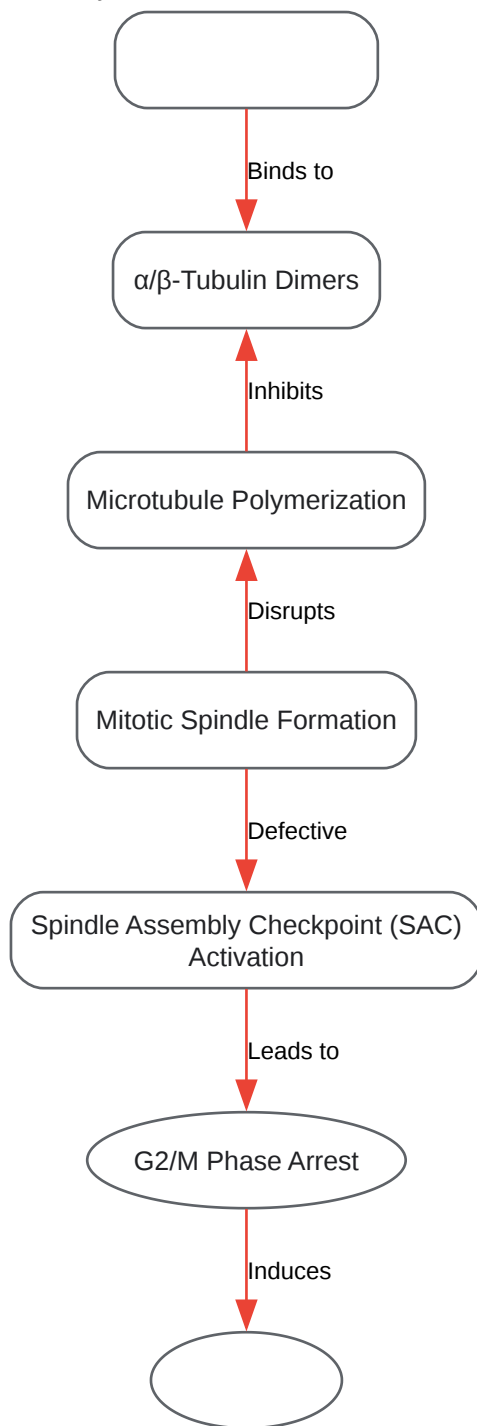 Binds to
α/β-Tubulin Dimers
Inhibits
Microtubule Polymerization
Disrupts
Mitotic Spindle Formation
Defective
Spindle Assembly Checkpoint (SAC)
Activation
Leads to
G2/M Phase Arrest
Induces